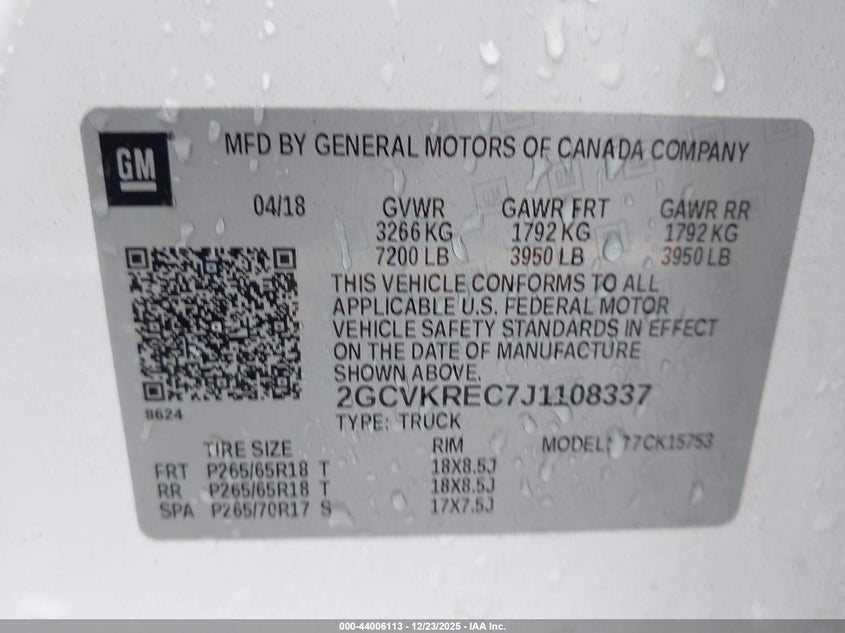 GM
MFD BY GENERAL MOTORS OF CANADA COMPANY
04/18 GVWR GAWR FRT GAWR RR
3266 KG 1792 KG 1792 KG
7200 LB 3950 LB 3950 LB
THIS VEHICLE CONFORMS TO ALL
APPLICABLE U.S. FEDERAL MOTOR
VEHICLE SAFETY STANDARDS IN EFFECT
ON THE DATE OF MANUFACTURE
SHOWN ABOVE.
2GCVKREC7J1108337
8624
TYPE: TRUCK
TIRE SIZE RIM MODEL: 77CK15753
FRT P265/65R18 T 18X8.5J
RR P265/65R18 T 18X8.5J
SPA P265/70R17 S 17X7.5J
000-44006113 - 12/23/2025 - IAA Inc.